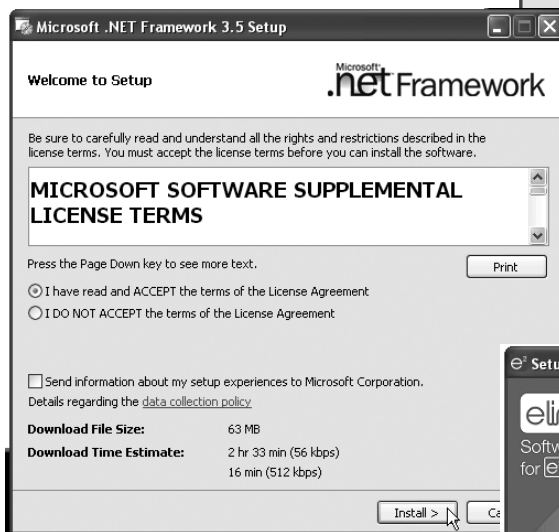 Microsoft .NET Framework 3.5 Setup
Welcome to Setup
Microsoft
.net Framework
Be sure to carefully read and understand all the rights and restrictions described in the
license terms. You must accept the license terms before you can install the software.
MICROSOFT SOFTWARE SUPPLEMENTAL
LICENSE TERMS
Press the Page Down key to see more text.
Print
I have read and ACCEPT the terms of the License Agreement
I DO NOT ACCEPT the terms of the License Agreement
Send information about my setup experiences to Microsoft Corporation.
Details regarding the data collection policy
Download File Size: 63 MB
Download Time Estimate: 2 hr 33 min (56 kbps)
16 min (512 kbps)
Install >
e² Setu
for e